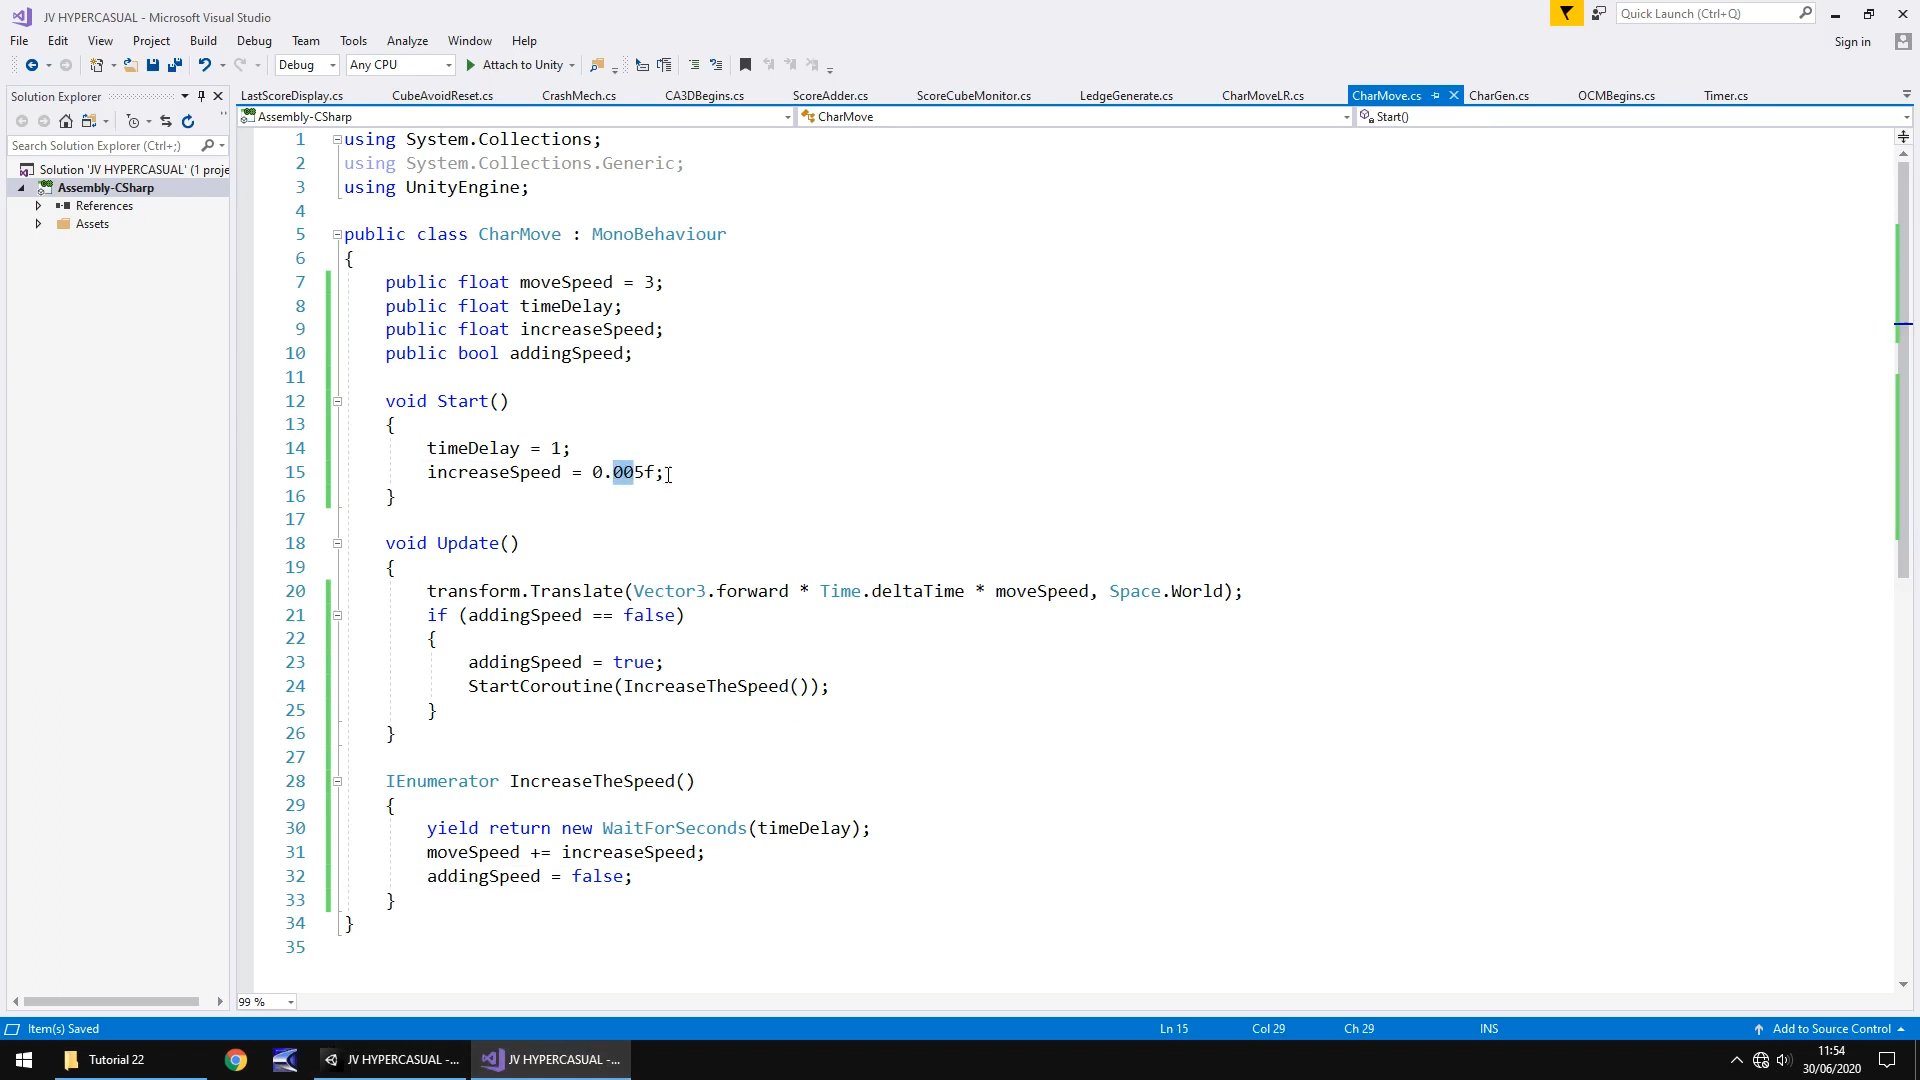 JV HYPERCASUAL - Microsoft Visual Studio
Quick Launch (Ctrl+Q)
File Edit View Project Build Debug Team Tools Analyze Window Help
Sign in
Debug Any CPU Attach to Unity
Solution Explorer
LastScoreDisplay.cs CubeAvoidReset.cs CrashMech.cs CA3DBegins.cs ScoreAdder.cs ScoreCubeMonitor.cs LedgeGenerate.cs CharMoveLR.cs CharMove.cs CharGen.cs OCMBegins.cs Timer.cs
Assembly-CSharp CharMove Start()
Search Solution Explorer (Ctrl+;)
Solution 'JV HYPERCASUAL' (1 proje
Assembly-CSharp
References
Assets
1 using System.Collections;
2 using System.Collections.Generic;
3 using UnityEngine;
4
5 public class CharMove : MonoBehaviour
6 {
7 public float moveSpeed = 3;
8 public float timeDelay;
9 public float increaseSpeed;
10 public bool addingSpeed;
11
12 void Start()
13 {
14 timeDelay = 1;
15 increaseSpeed = 0.005f;
16 }
17
18 void Update()
19 {
20 transform.Translate(Vector3.forward * Time.deltaTime * moveSpeed, Space.World);
21 if (addingSpeed == false)
22 {
23 addingSpeed = true;
24 StartCoroutine(IncreaseTheSpeed());
25 }
26 }
27
28 IEnumerator IncreaseTheSpeed()
29 {
30 yield return new WaitForSeconds(timeDelay);
31 moveSpeed += increaseSpeed;
32 addingSpeed = false;
33 }
34 }
35
99 %
Item(s) Saved Ln 15 Col 29 Ch 29 INS Add to Source Control
Tutorial 22 JV HYPERCASUAL -... JV HYPERCASUAL -...
11:54
30/06/2020